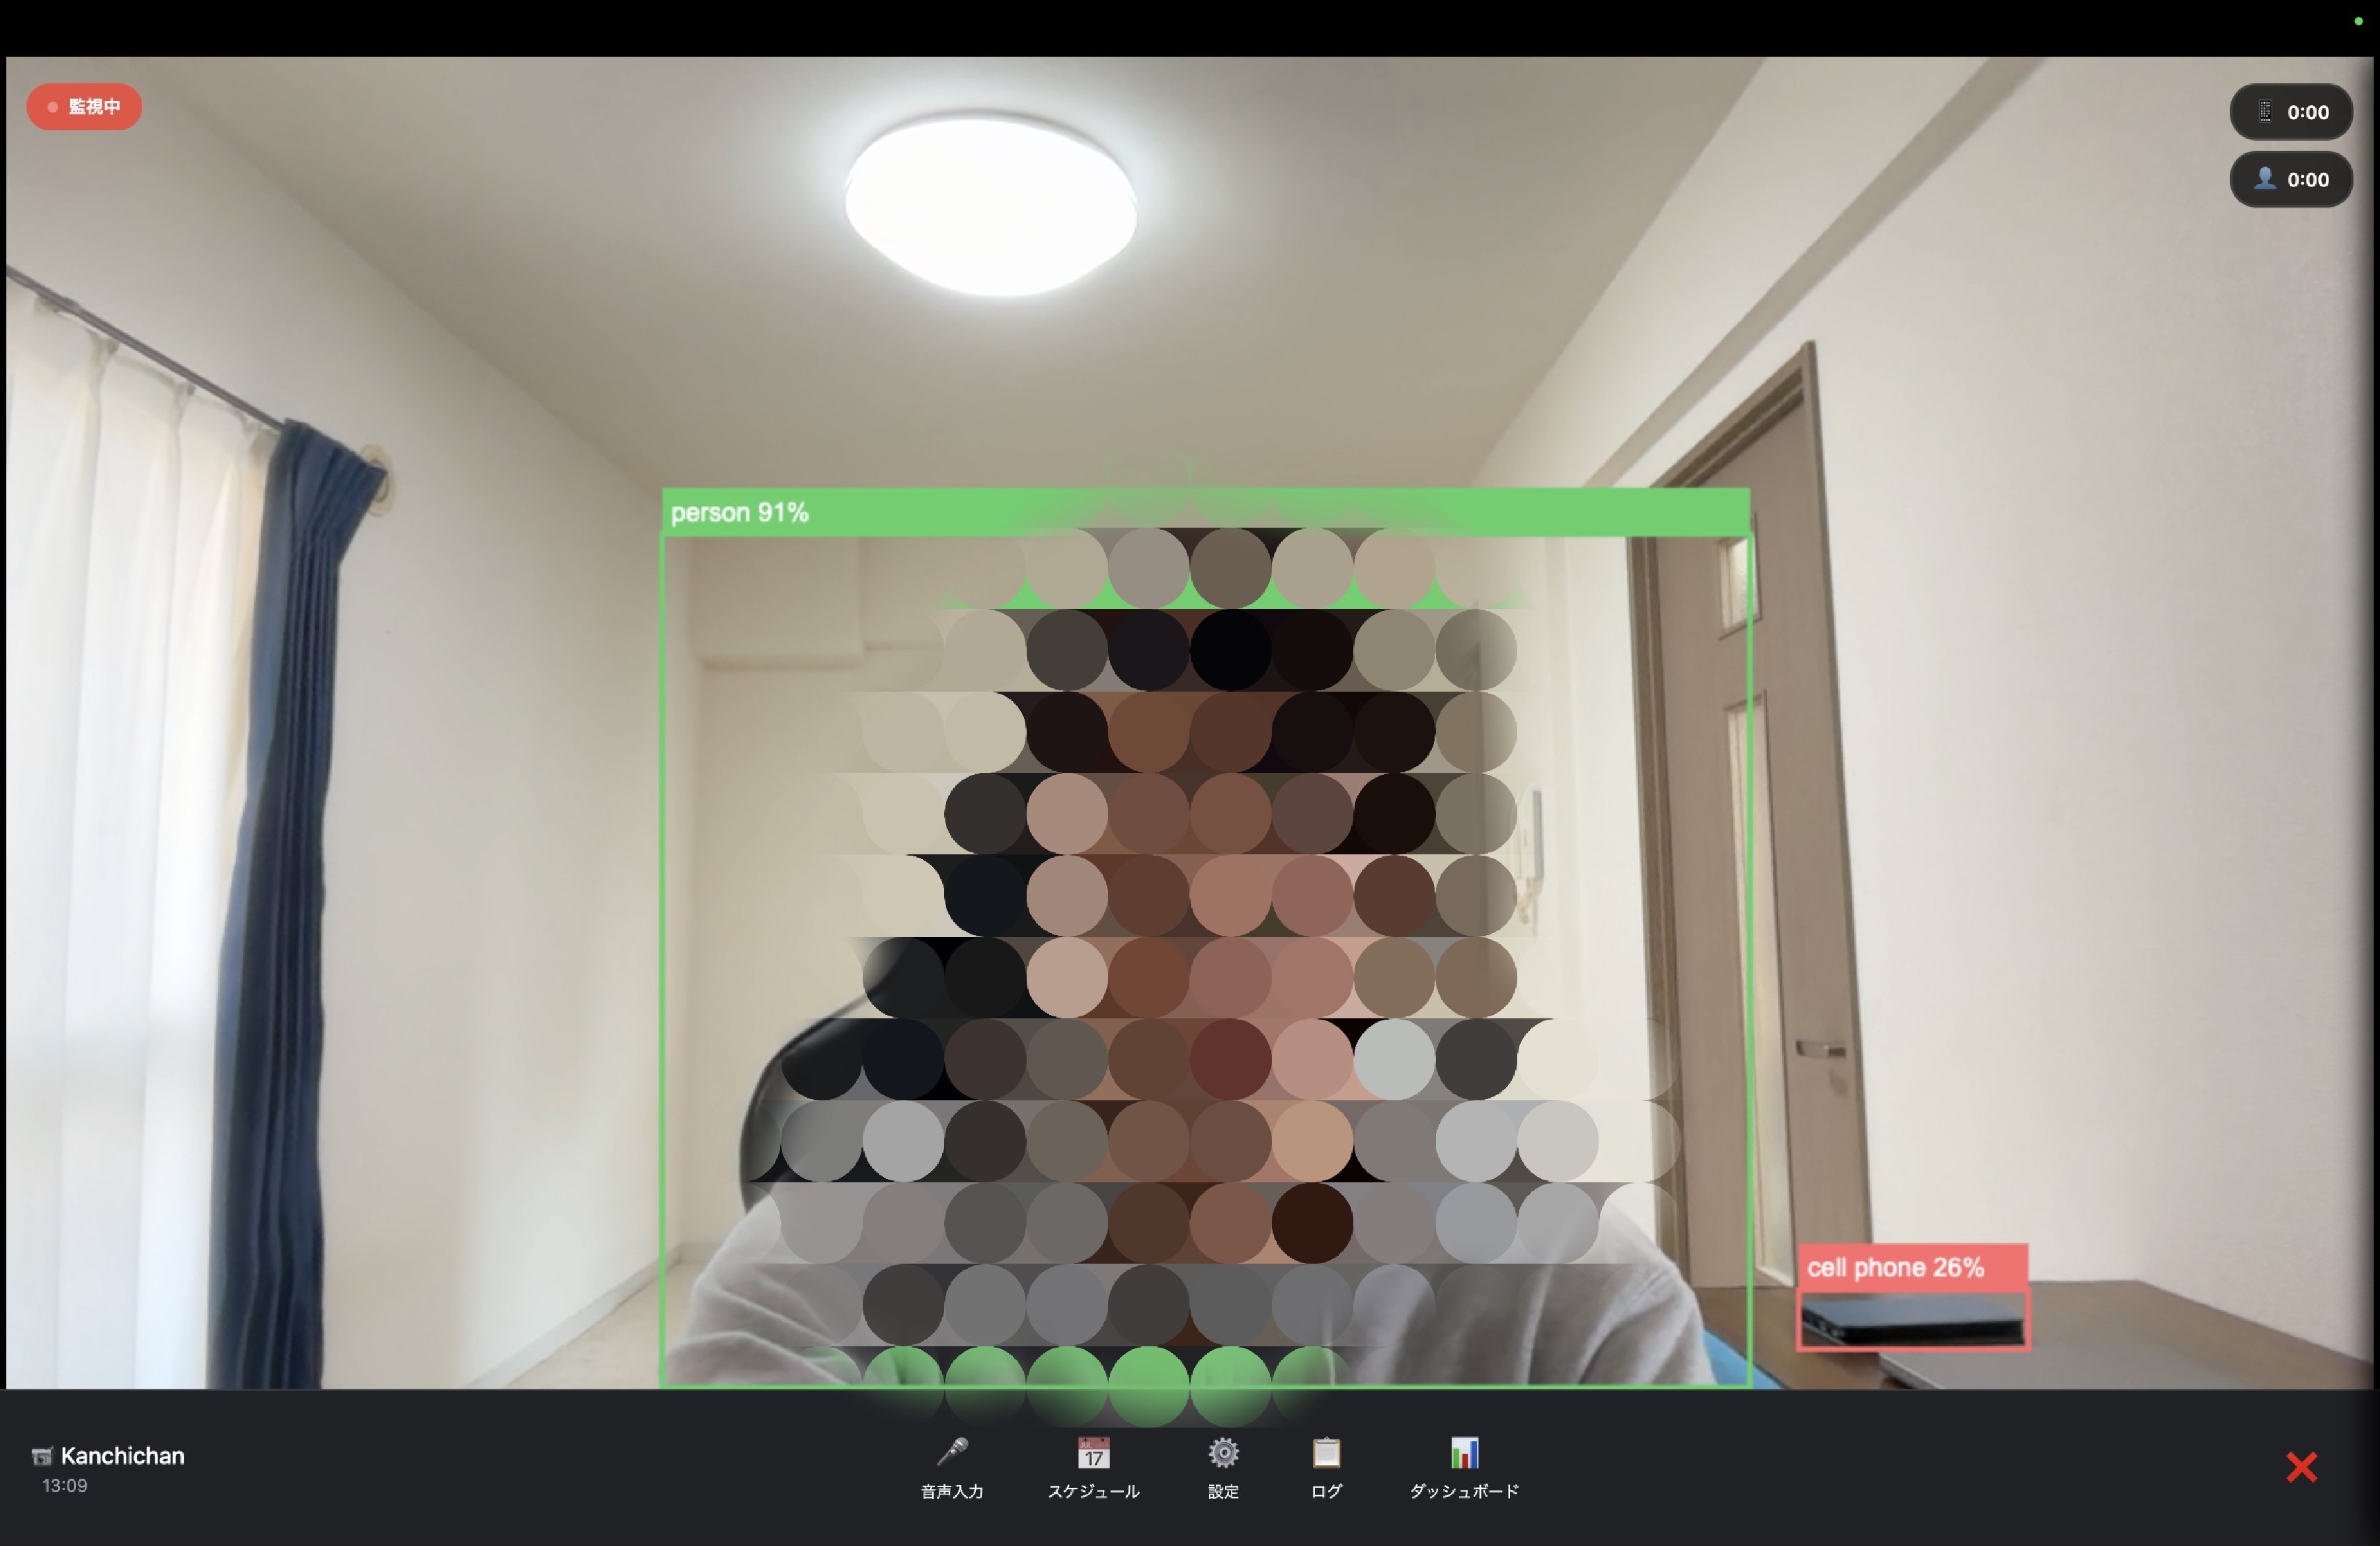 監視中
0:00
0:00
person 91%
cell phone 26%
Kanchichan
13:09
音声入力
スケジュール
設定
ログ
ダッシュボード
JUL
17